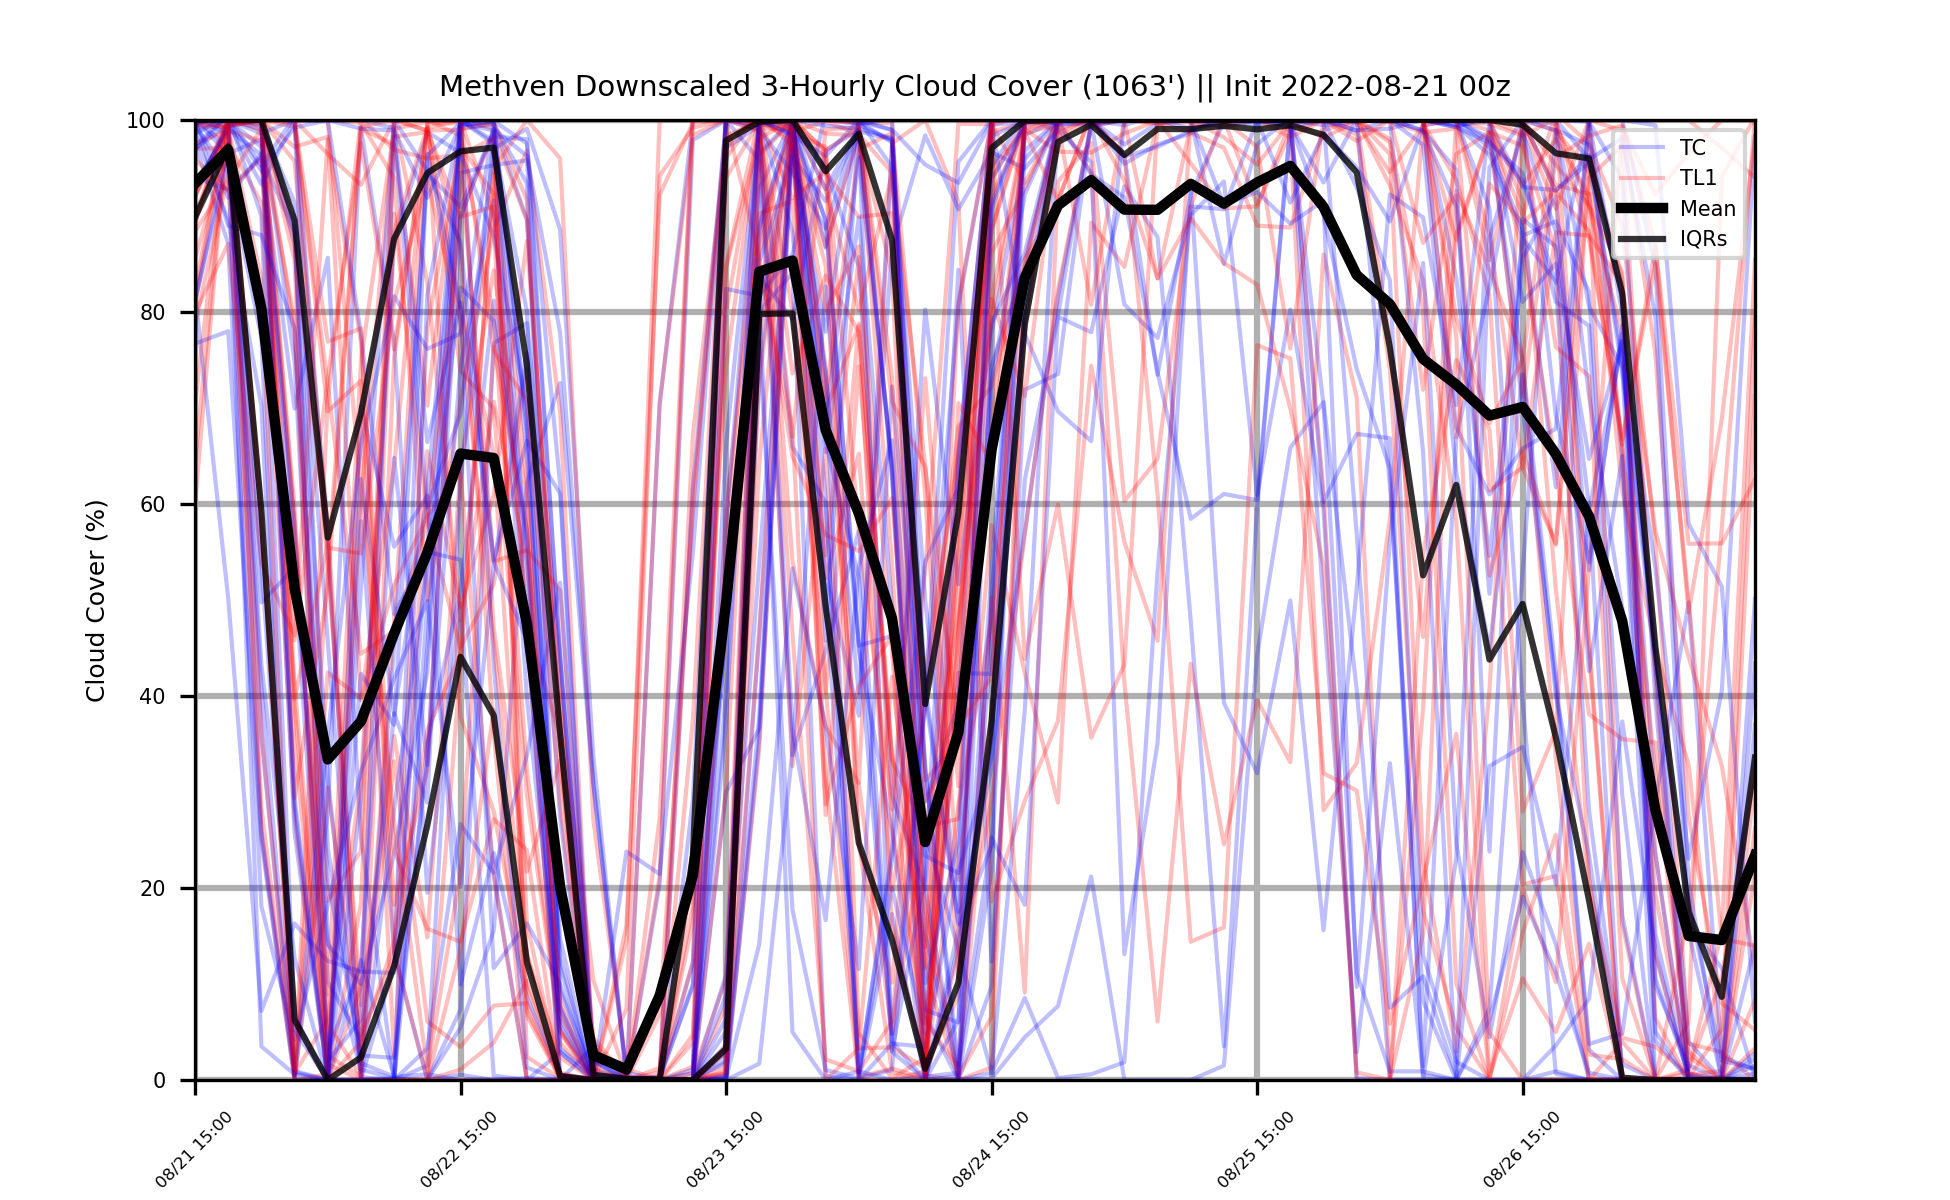 Methven Downscaled 3-Hourly Cloud Cover (1063') || Init 2022-08-21 00z
TC
TL1
Mean
IQRs
Cloud Cover (%)
100
80
60
40
20
0
08/21 15:00
08/22 15:00
08/23 15:00
08/24 15:00
08/25 15:00
08/26 15:00